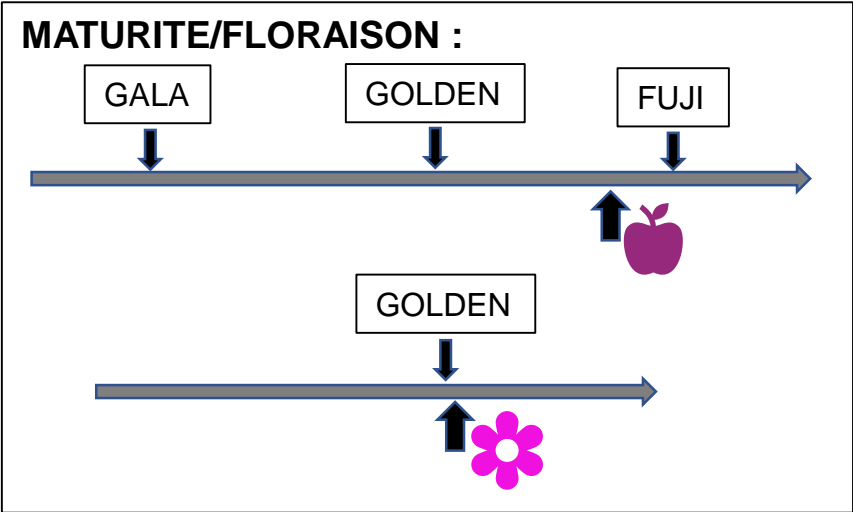 MATURITE/FLORAISON :
GALA
GOLDEN
FUJI
GOLDEN